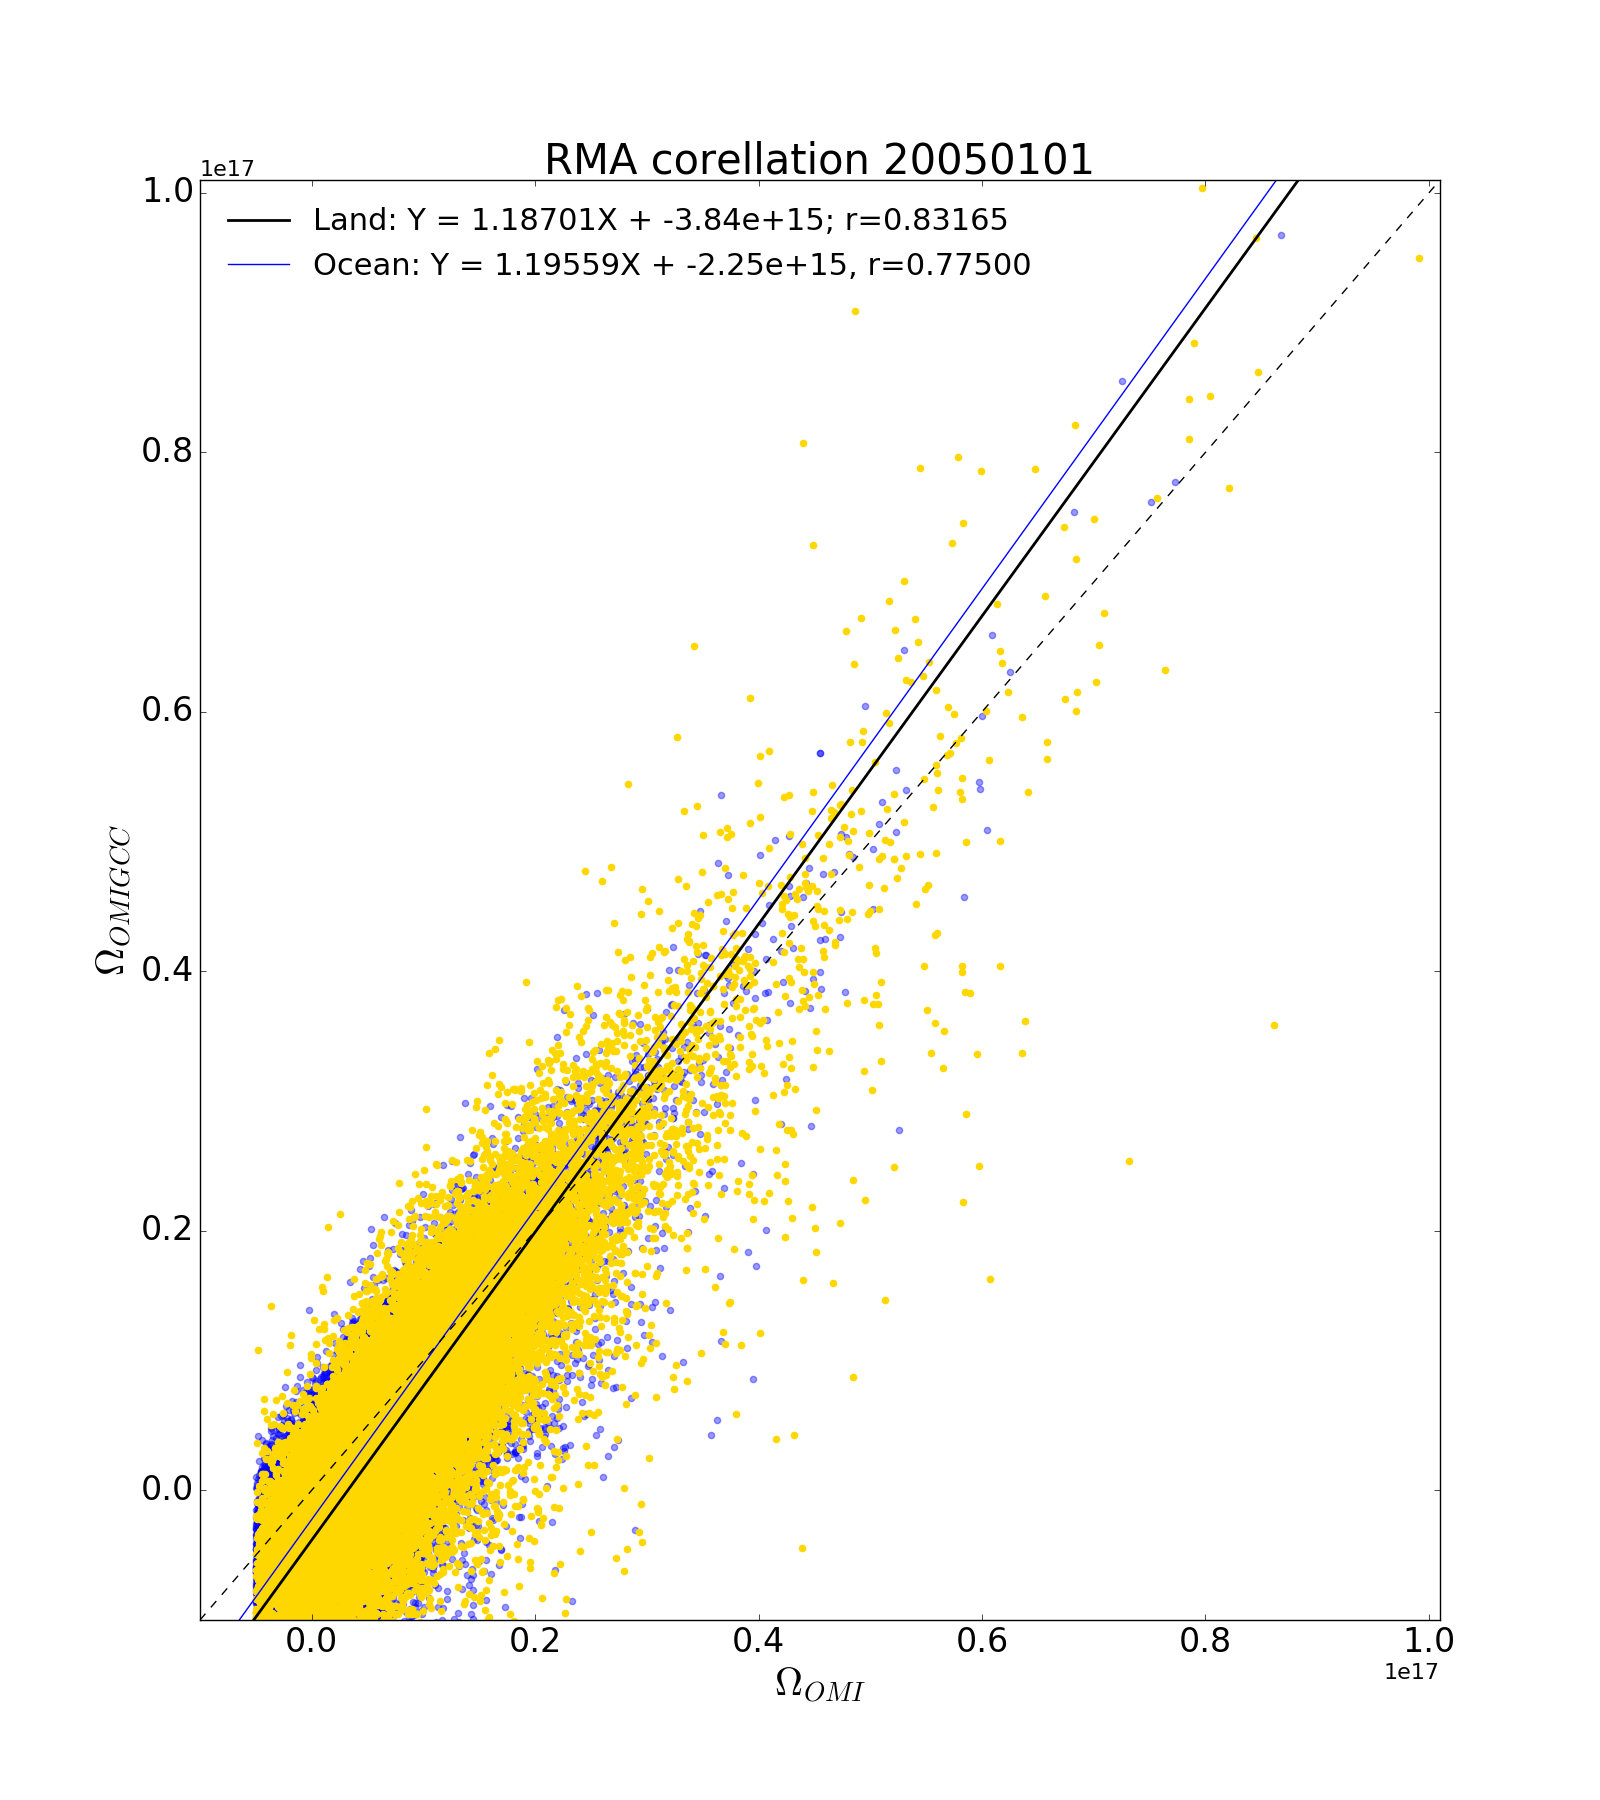 RMA corellation 20050101
1e17
Land: Y = 1.18701X + -3.84e+15; r=0.83165
Ocean: Y = 1.19559X + -2.25e+15, r=0.77500
1.0
0.8
0.6
0.4
0.2
0.0
Ω_OMIGCC
0.0 0.2 0.4 0.6 0.8 1.0
1e17
Ω_OMI